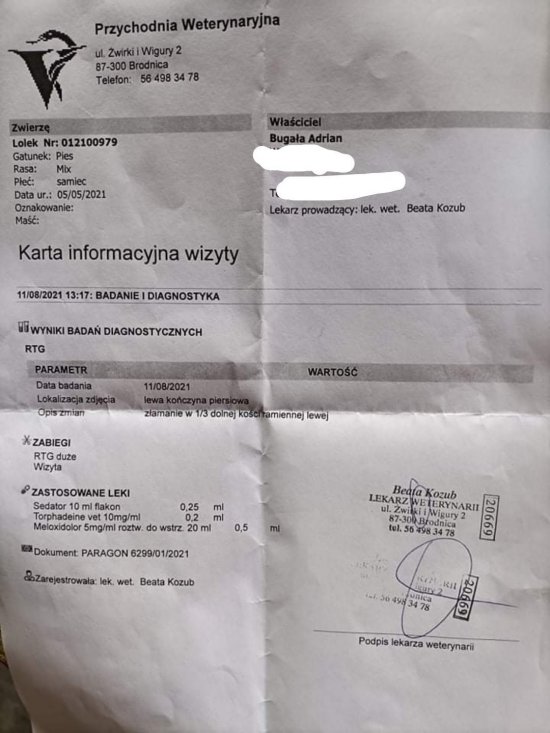 Przychodnia Weterynaryjna
ul. Żwirki i Wigury 2
87-300 Brodnica
Telefon: 56 498 34 78
Zwierzę
Lolek Nr: 012100979
Gatunek: Pies
Rasa: Mix
Płeć: samiec
Data ur.: 05/05/2021
Oznakowanie:
Maść:
Właściciel
Bugała Adrian
Lekarz prowadzący: lek. wet. Beata Kozub
Karta informacyjna wizyty
11/08/2021 13:17: BADANIE I DIAGNOSTYKA
WYNIKI BADAŃ DIAGNOSTYCZNYCH
RTG
PARAMETR WARTOŚĆ
Data badania 11/08/2021
Lokalizacja zdjęcia lewa kończyna piersiowa
Opis zmian złamanie w 1/3 dolnej kości ramiennej lewej
ZABIEGI
RTG duże
Wizyta
ZASTOSOWANE LEKI
Sedator 10 ml flakon 0,25 ml
Torphadeine vet 10mg/ml 0,2 ml
Meloxidolor 5mg/ml roztw. do wstrz. 20 ml 0,5 ml
Dokument: PARAGON 6299/01/2021
Zarejestrowała: lek. wet. Beata Kozub
Beata Kozub
LEKARZ WETERYNARII
ul. Żwirki i Wigury 2
87-300 Brodnica
tel. 56 498 34 78
20669
tel. 56 498 34 78
20669
Podpis lekarza weterynarii